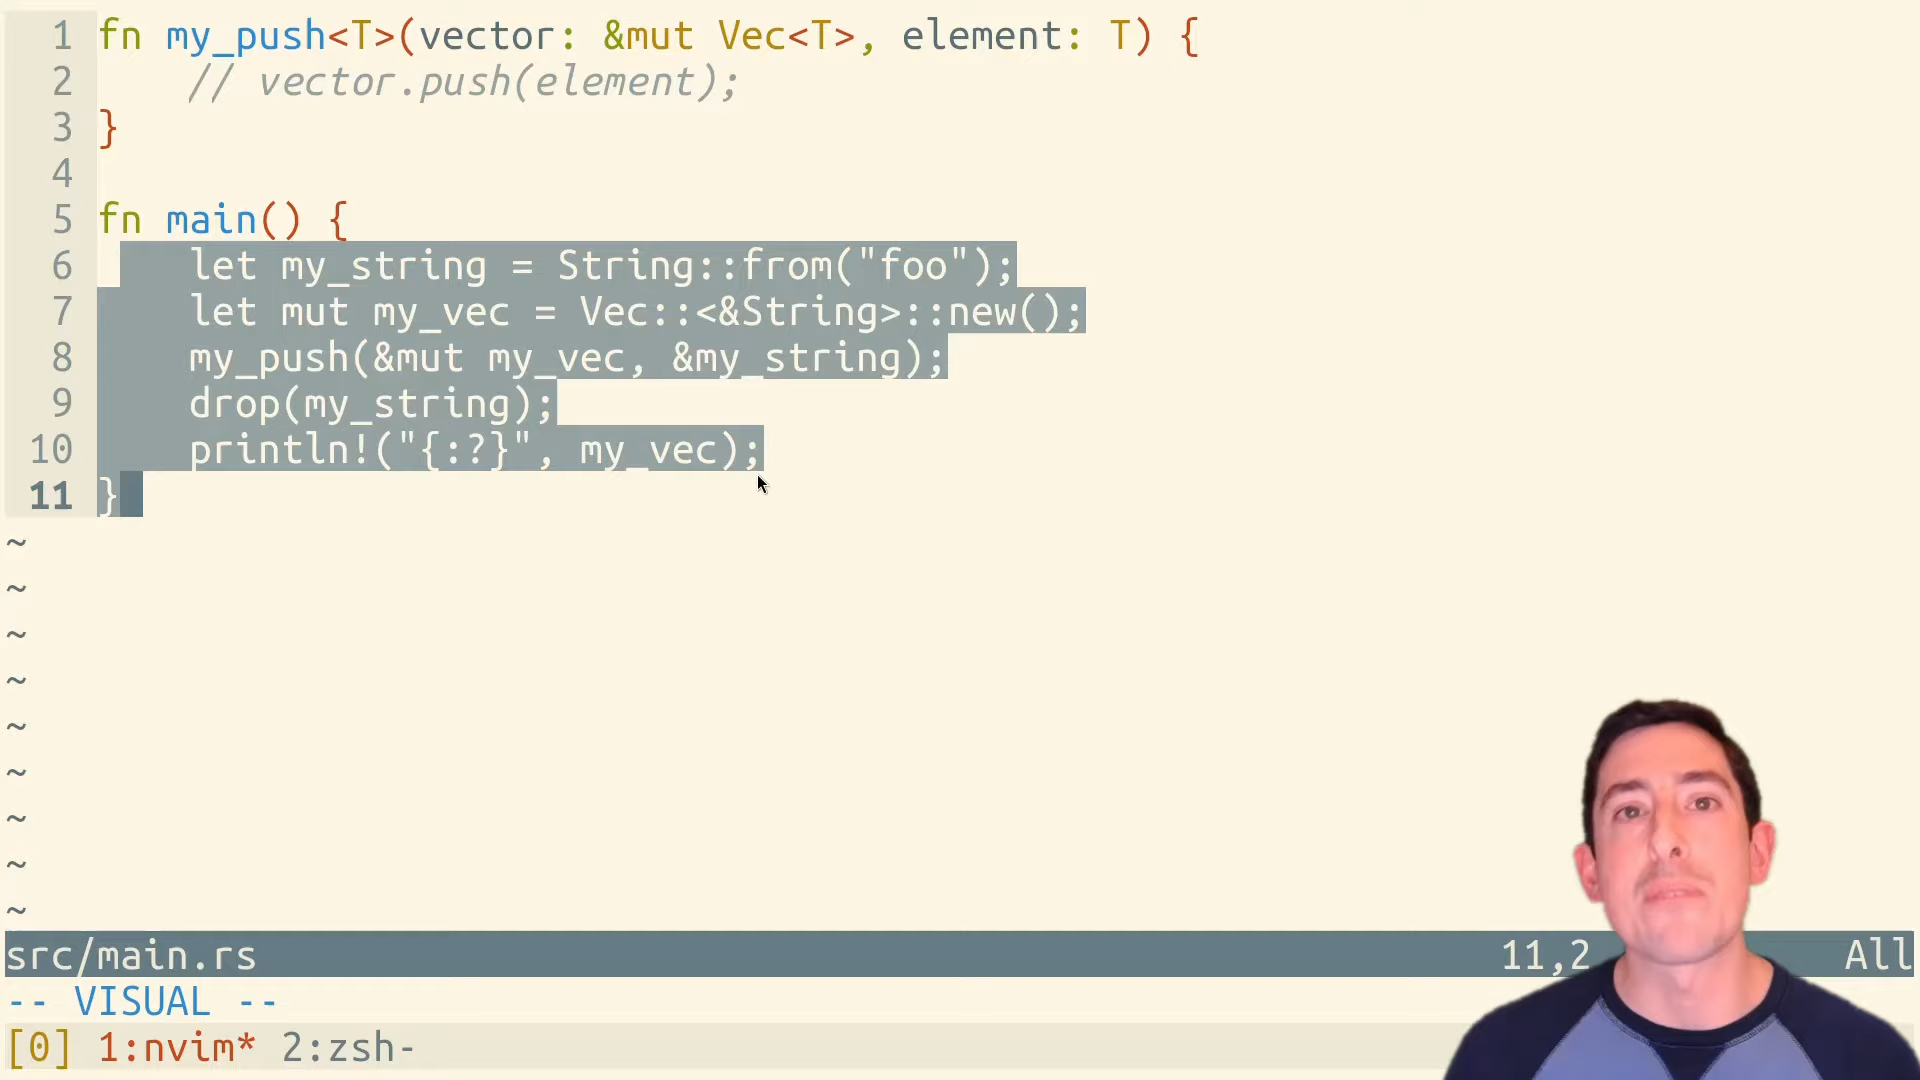 1 fn my_push<T>(vector: &mut Vec<T>, element: T) {
2     // vector.push(element);
3 }
4
5 fn main() {
6     let my_string = String::from("foo");
7     let mut my_vec = Vec::<&String>::new();
8     my_push(&mut my_vec, &my_string);
9     drop(my_string);
10     println!("{:?}", my_vec);
11 }
~
~
~
~
~
~
~
~
~
src/main.rs 11,2 All
-- VISUAL --
[0] 1:nvim* 2:zsh-